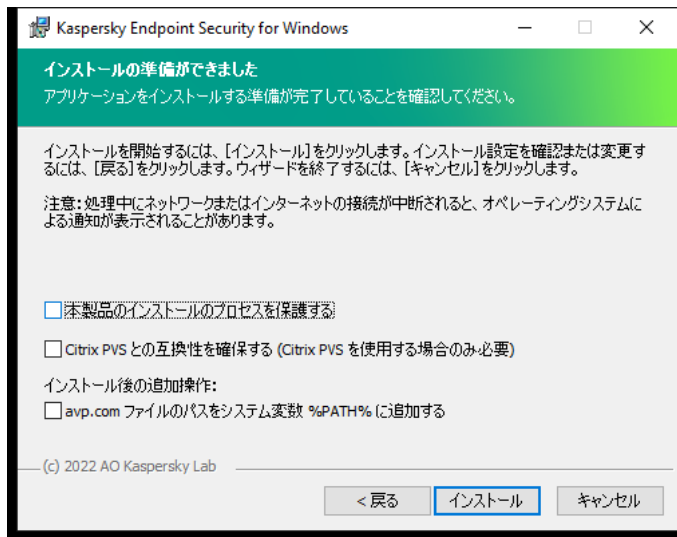 Kaspersky Endpoint Security for Windows
インストールの準備ができました
アプリケーションをインストールする準備が完了していることを確認してください。
インストールを開始するには、[インストール]をクリックします。インストール設定を確認または変更す
るには、[戻る]をクリックします。ウィザードを終了するには、[キャンセル]をクリックします。
注意：処理中にネットワークまたはインターネットの接続が中断されると、オペレーティングシステムに
よる通知が表示されることがあります。
本製品のインストールのプロセスを保護する
Citrix PVS との互換性を確保する (Citrix PVS を使用する場合のみ必要)
インストール後の追加操作:
avp.com ファイルのパスをシステム変数 %PATH% に追加する
(c) 2022 AO Kaspersky Lab
< 戻る インストール キャンセル